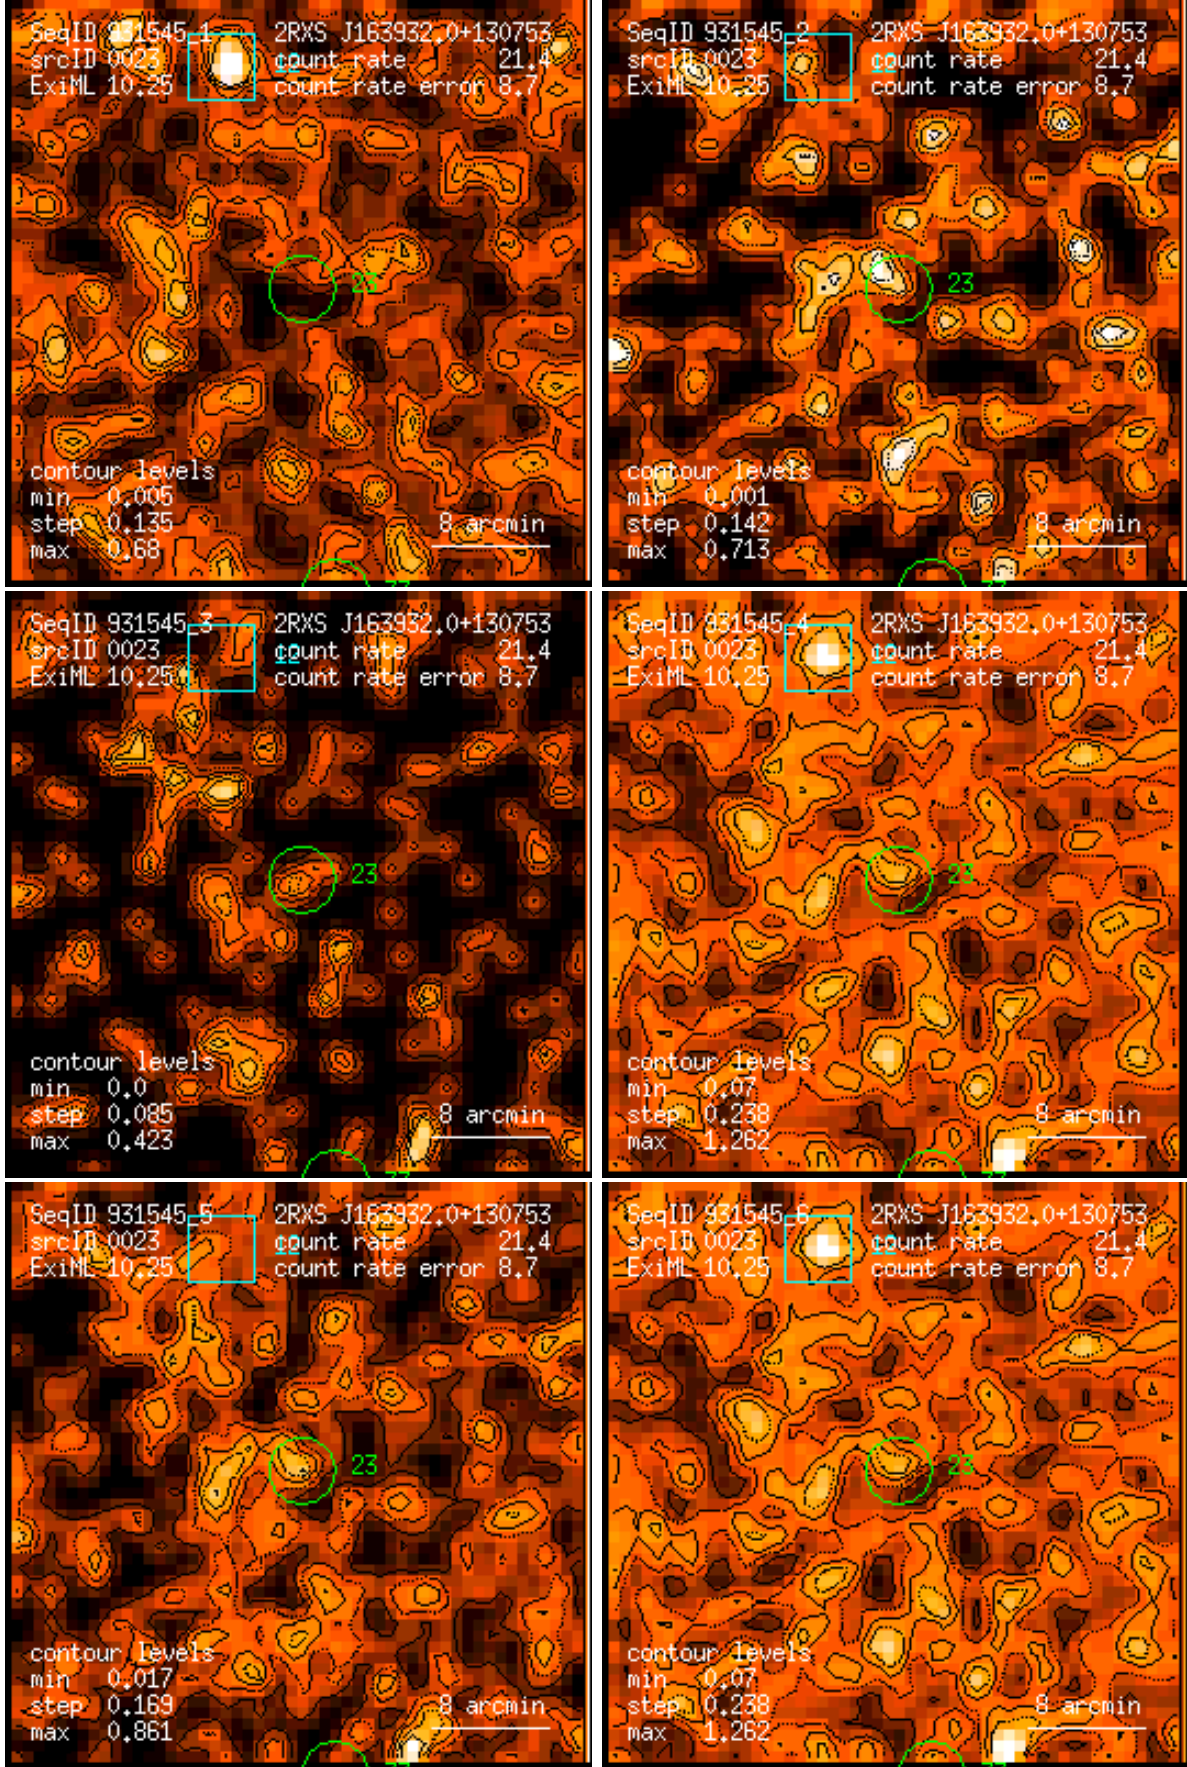 SeqID 931545_1 2RXS J163932.0+130753
srcID 0023 count rate 21.4
ExiML 10.25 count rate error 8.7
23
contour levels
min 0.005
step 0.135
max 0.68
8 arcmin
SeqID 931545_2 2RXS J163932.0+130753
srcID 0023 count rate 21.4
ExiML 10.25 count rate error 8.7
23
contour levels
min 0.001
step 0.142
max 0.713
8 arcmin
SeqID 931545_3 2RXS J163932.0+130753
srcID 0023 count rate 21.4
ExiML 10.25 count rate error 8.7
23
contour levels
min 0.0
step 0.085
max 0.423
8 arcmin
SeqID 931545_4 2RXS J163932.0+130753
srcID 0023 count rate 21.4
ExiML 10.25 count rate error 8.7
23
contour levels
min 0.07
step 0.238
max 1.262
8 arcmin
SeqID 931545_5 2RXS J163932.0+130753
srcID 0023 count rate 21.4
ExiML 10.25 count rate error 8.7
23
contour levels
min 0.017
step 0.169
max 0.861
8 arcmin
SeqID 931545_6 2RXS J163932.0+130753
srcID 0023 count rate 21.4
ExiML 10.25 count rate error 8.7
23
contour levels
min 0.07
step 0.238
max 1.262
8 arcmin